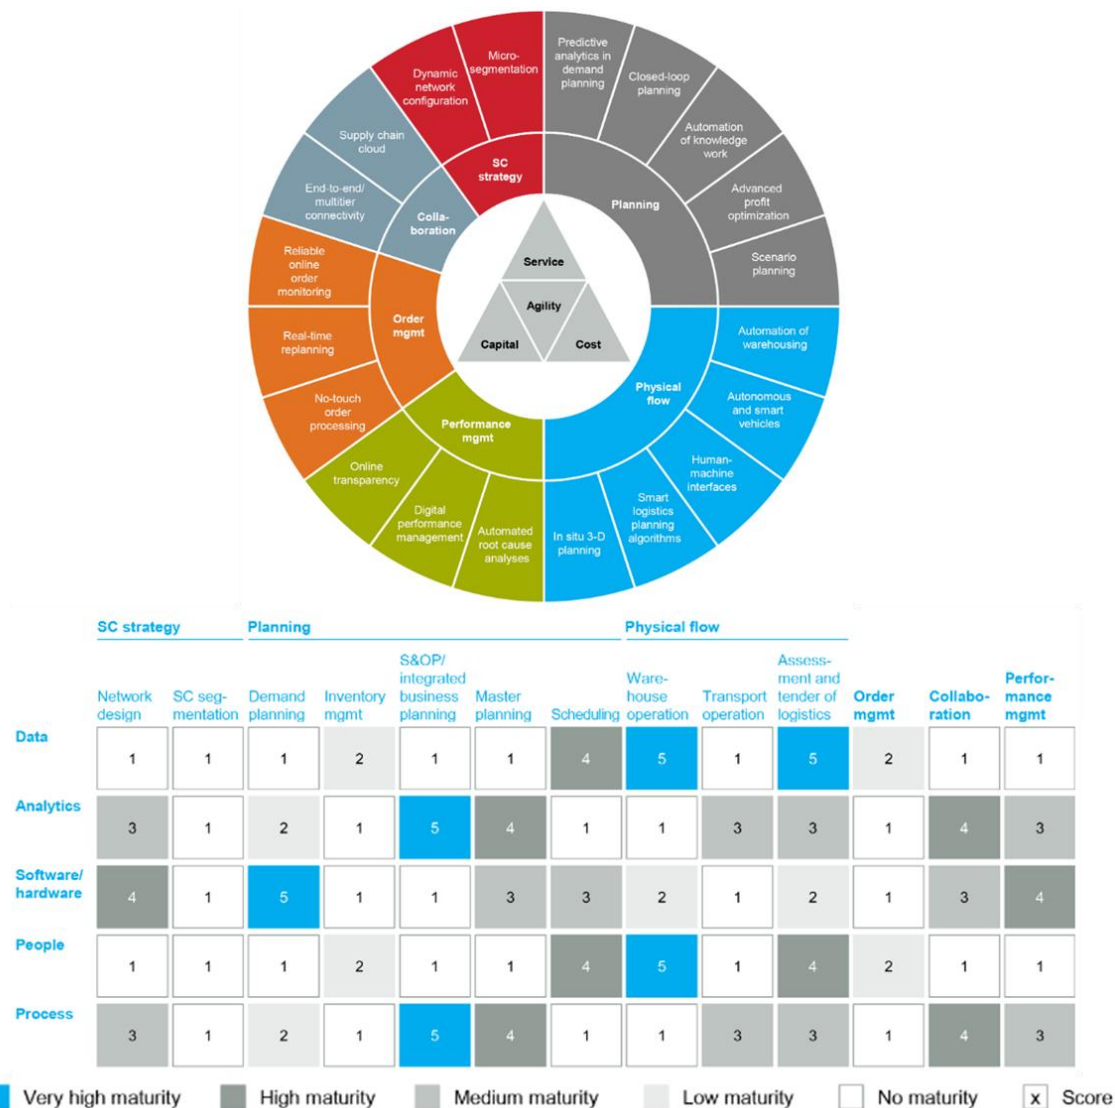 Micro-
segmentation
Dynamic
network
configuration
SC
strategy
Predictive
analytics in
demand
planning
Closed-loop
planning
Automation
of knowledge
work
Advanced
profit
optimization
Scenario
planning
Planning
Supply chain
cloud
End-to-end/
multitier
connectivity
Colla-
boration
Reliable
online
order
monitoring
Real-time
replanning
No-touch
order
processing
Order
mgmt
Service
Agility
Capital
Cost
Automation of
warehousing
Autonomous
and smart
vehicles
Human-
machine
interfaces
Smart
logistics
planning
algorithms
In situ 3-D
planning
Physical
flow
Performance
mgmt
Online
transparency
Digital
performance
management
Automated
root cause
analyses
SC strategy
Planning
Physical flow
Network
design
SC seg-
mentation
Demand
planning
Inventory
mgmt
S&OP/
integrated
business
planning
Master
planning
Scheduling
Ware-
house
operation
Transport
operation
Assess-
ment and
tender of
logistics
Order
mgmt
Collabo-
ration
Perfor-
mance
mgmt
Data
1 1 1 2 1 1 4 5 1 5 2 1 1
Analytics
3 1 2 1 5 4 1 1 3 3 1 4 3
Software/
hardware
4 1 5 1 1 3 3 2 1 2 1 3 4
People
1 1 1 2 1 1 4 5 1 4 2 1 1
Process
3 1 2 1 5 4 1 1 3 3 1 4 3
Very high maturity
High maturity
Medium maturity
Low maturity
No maturity
x Score